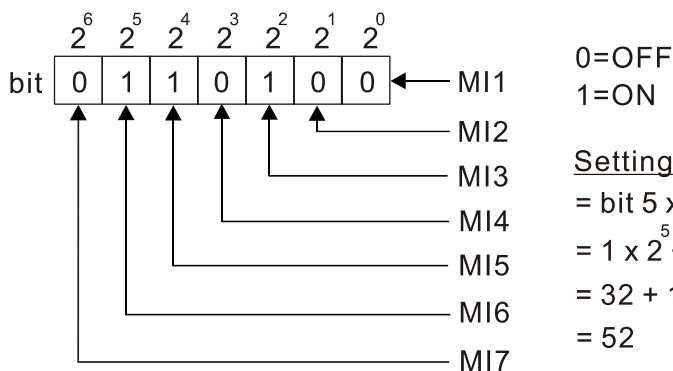 2^6 2^5 2^4 2^3 2^2 2^1 2^0
bit 0 1 1 0 1 0 0 MI1
MI2
MI3
MI4
MI5
MI6
MI7
0=OFF
1=ON
Setting
= bit 5 x
= 1 x 2^5
= 32 + 1
= 52